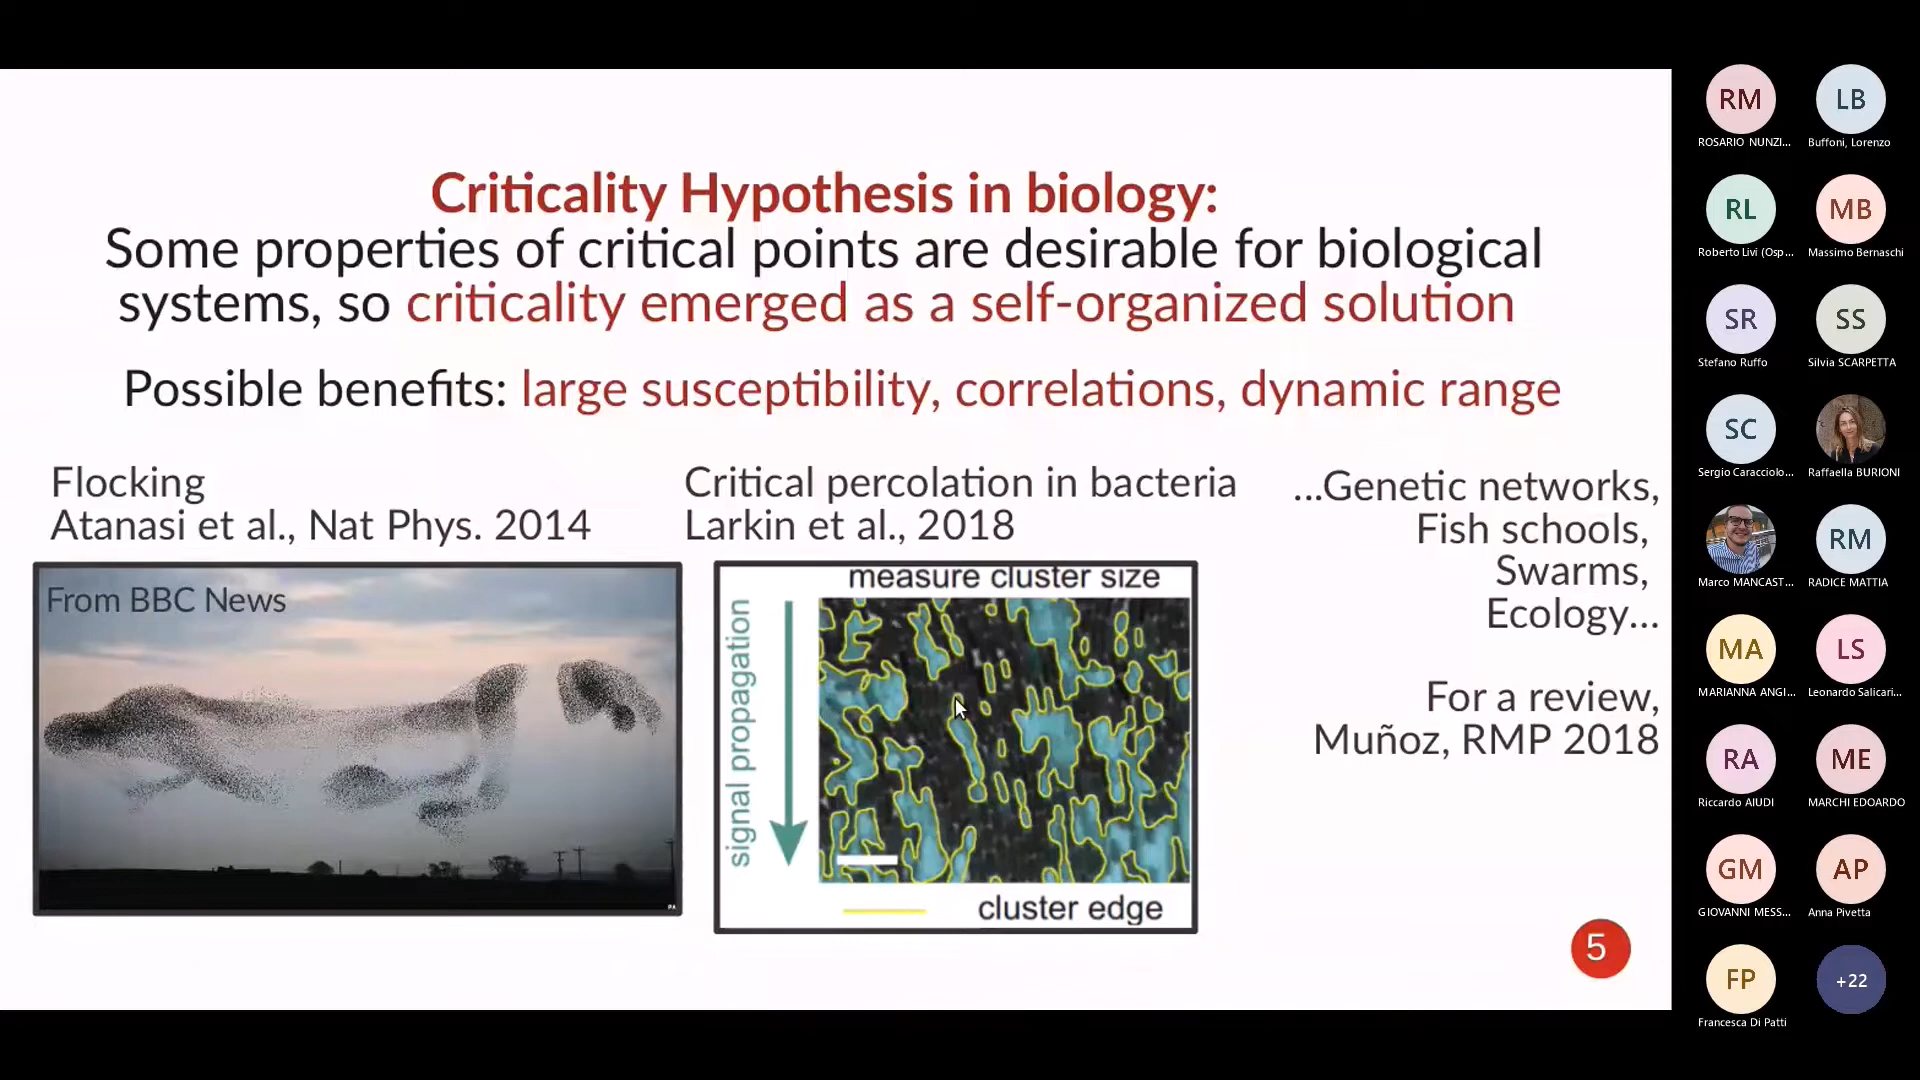 Criticality Hypothesis in biology:
Some properties of critical points are desirable for biological
systems, so criticality emerged as a self-organized solution
Possible benefits: large susceptibility, correlations, dynamic range
Flocking
Atanasi et al., Nat Phys. 2014
From BBC News
Critical percolation in bacteria
Larkin et al., 2018
measure cluster size
signal propagation
cluster edge
...Genetic networks,
Fish schools,
Swarms,
Ecology...
For a review,
Muñoz, RMP 2018
5
RM
ROSARIO NUNZI...
LB
Buffoni, Lorenzo
RL
Roberto Livi (Osp...
MB
Massimo Bernaschi
SR
Stefano Ruffo
SS
Silvia SCARPETTA
SC
Sergio Caracciolo...
Raffaella BURIONI
Marco MANCAST...
RM
RADICE MATTIA
MA
MARIANNA ANGI...
LS
Leonardo Salicari...
RA
Riccardo AIUDI
ME
MARCHI EDOARDO
GM
GIOVANNI MESS...
AP
Anna Pivetta
FP
Francesca Di Patti
+22